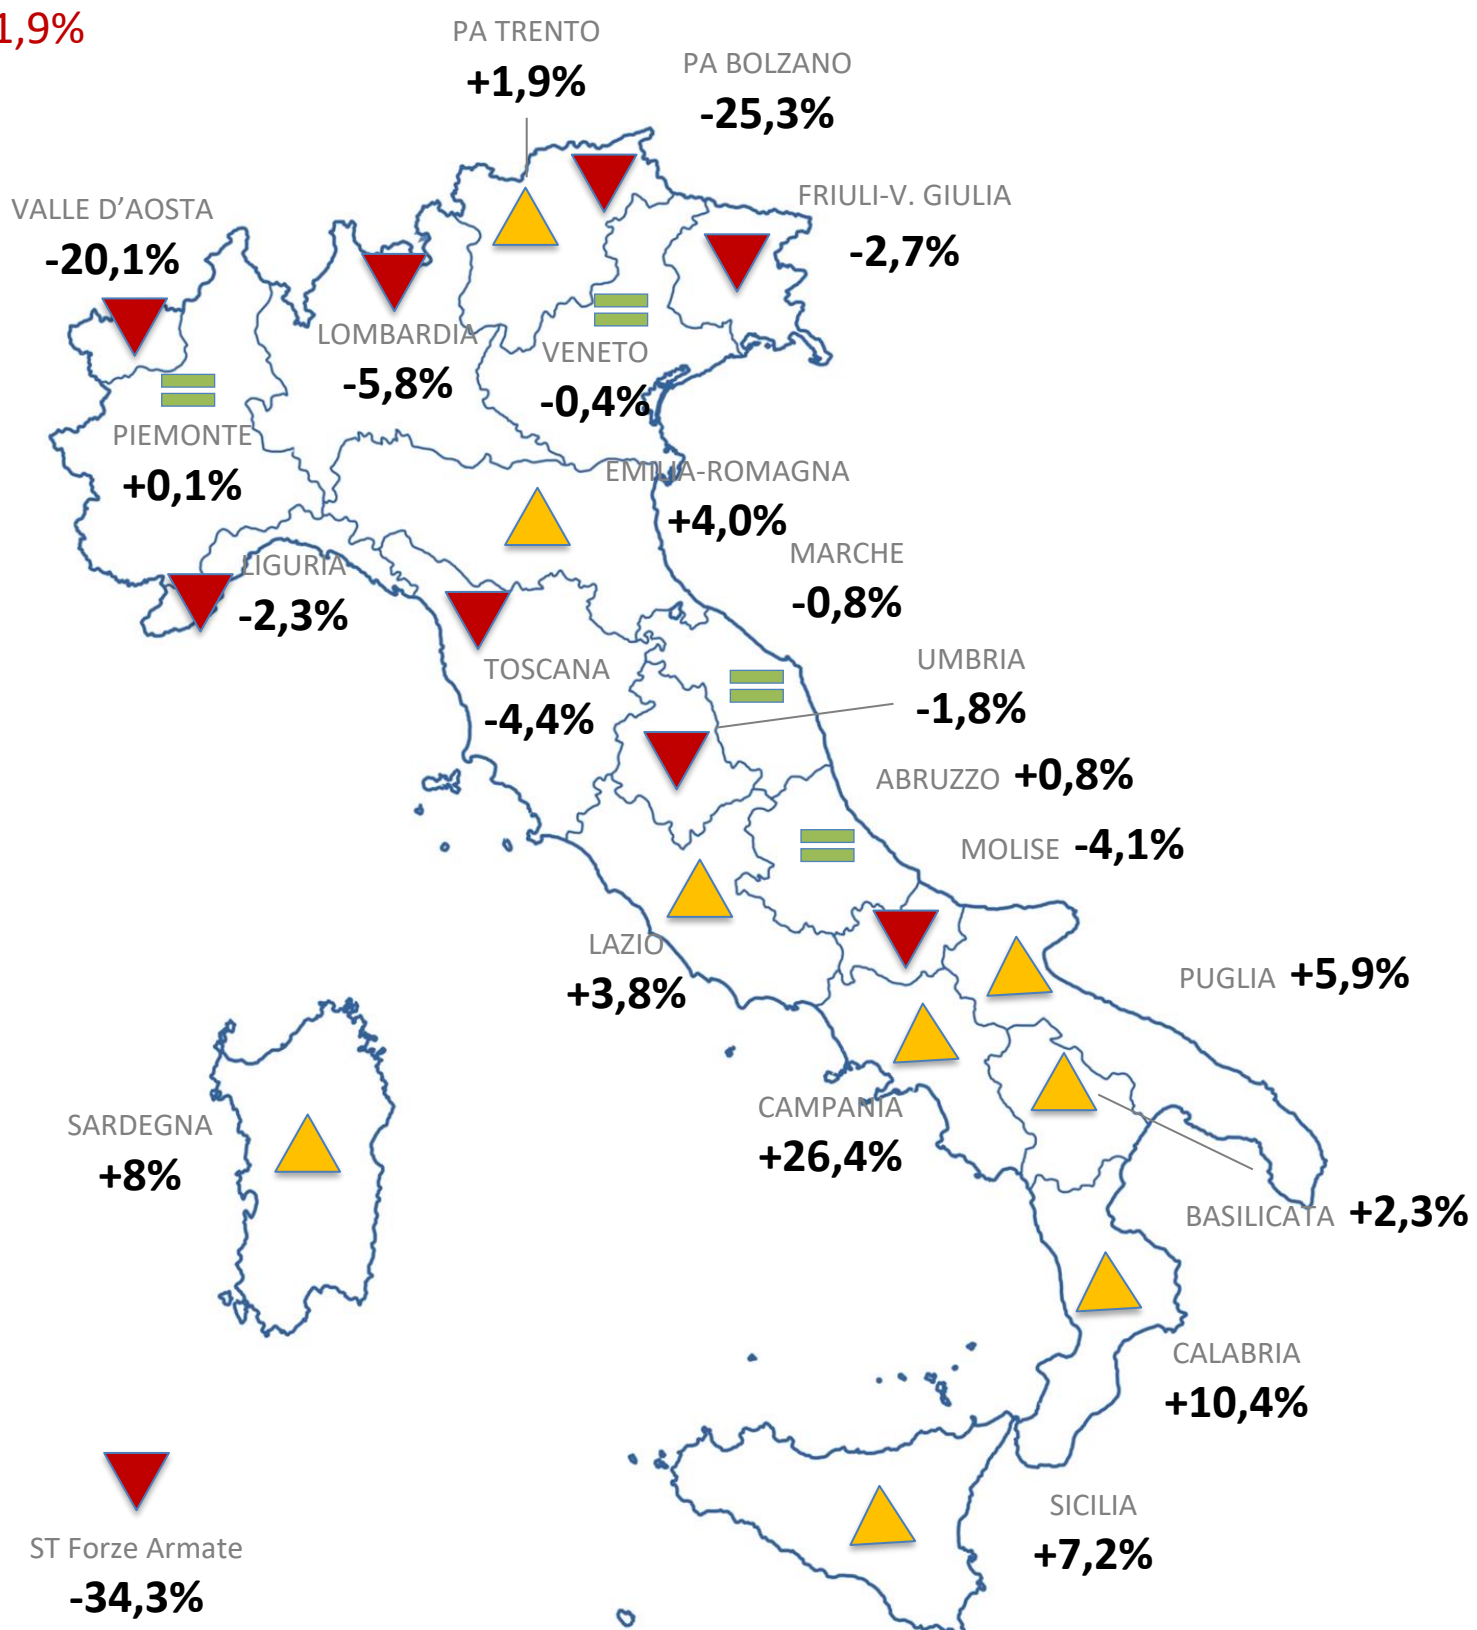 1,9%
PA TRENTO
+1,9%
PA BOLZANO
-25,3%
VALLE D’AOSTA
-20,1%
FRIULI-V. GIULIA
-2,7%
LOMBARDIA
-5,8%
VENETO
-0,4%
PIEMONTE
+0,1%
EMILIA-ROMAGNA
+4,0%
LIGURIA
-2,3%
MARCHE
-0,8%
TOSCANA
-4,4%
UMBRIA
-1,8%
ABRUZZO +0,8%
MOLISE -4,1%
LAZIO
+3,8%
PUGLIA +5,9%
CAMPANIA
+26,4%
SARDEGNA
+8%
BASILICATA +2,3%
CALABRIA
+10,4%
SICILIA
+7,2%
ST Forze Armate
-34,3%